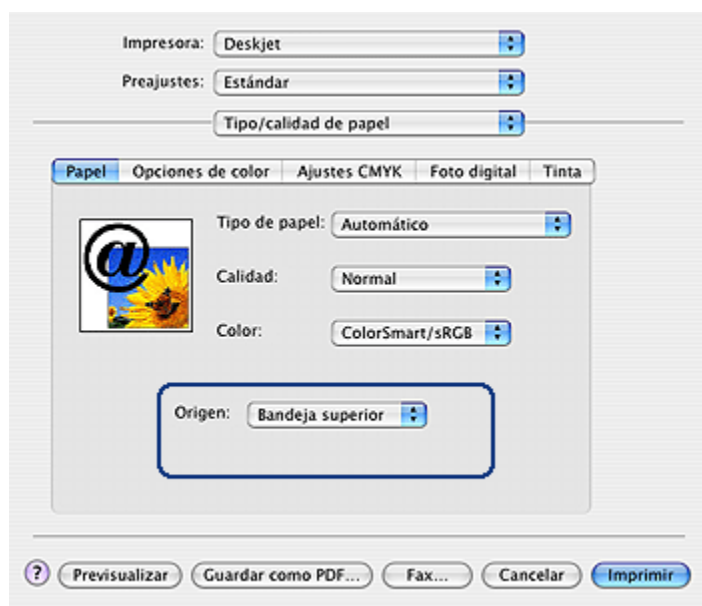 Impresora: Deskjet
Preajustes: Estándar
Tipo/calidad de papel
Papel Opciones de color Ajustes CMYK Foto digital Tinta
Tipo de papel: Automático
@
Calidad: Normal
Color: ColorSmart/sRGB
Origen: Bandeja superior
? Previsualizar Guardar como PDF... Fax... Cancelar Imprimir